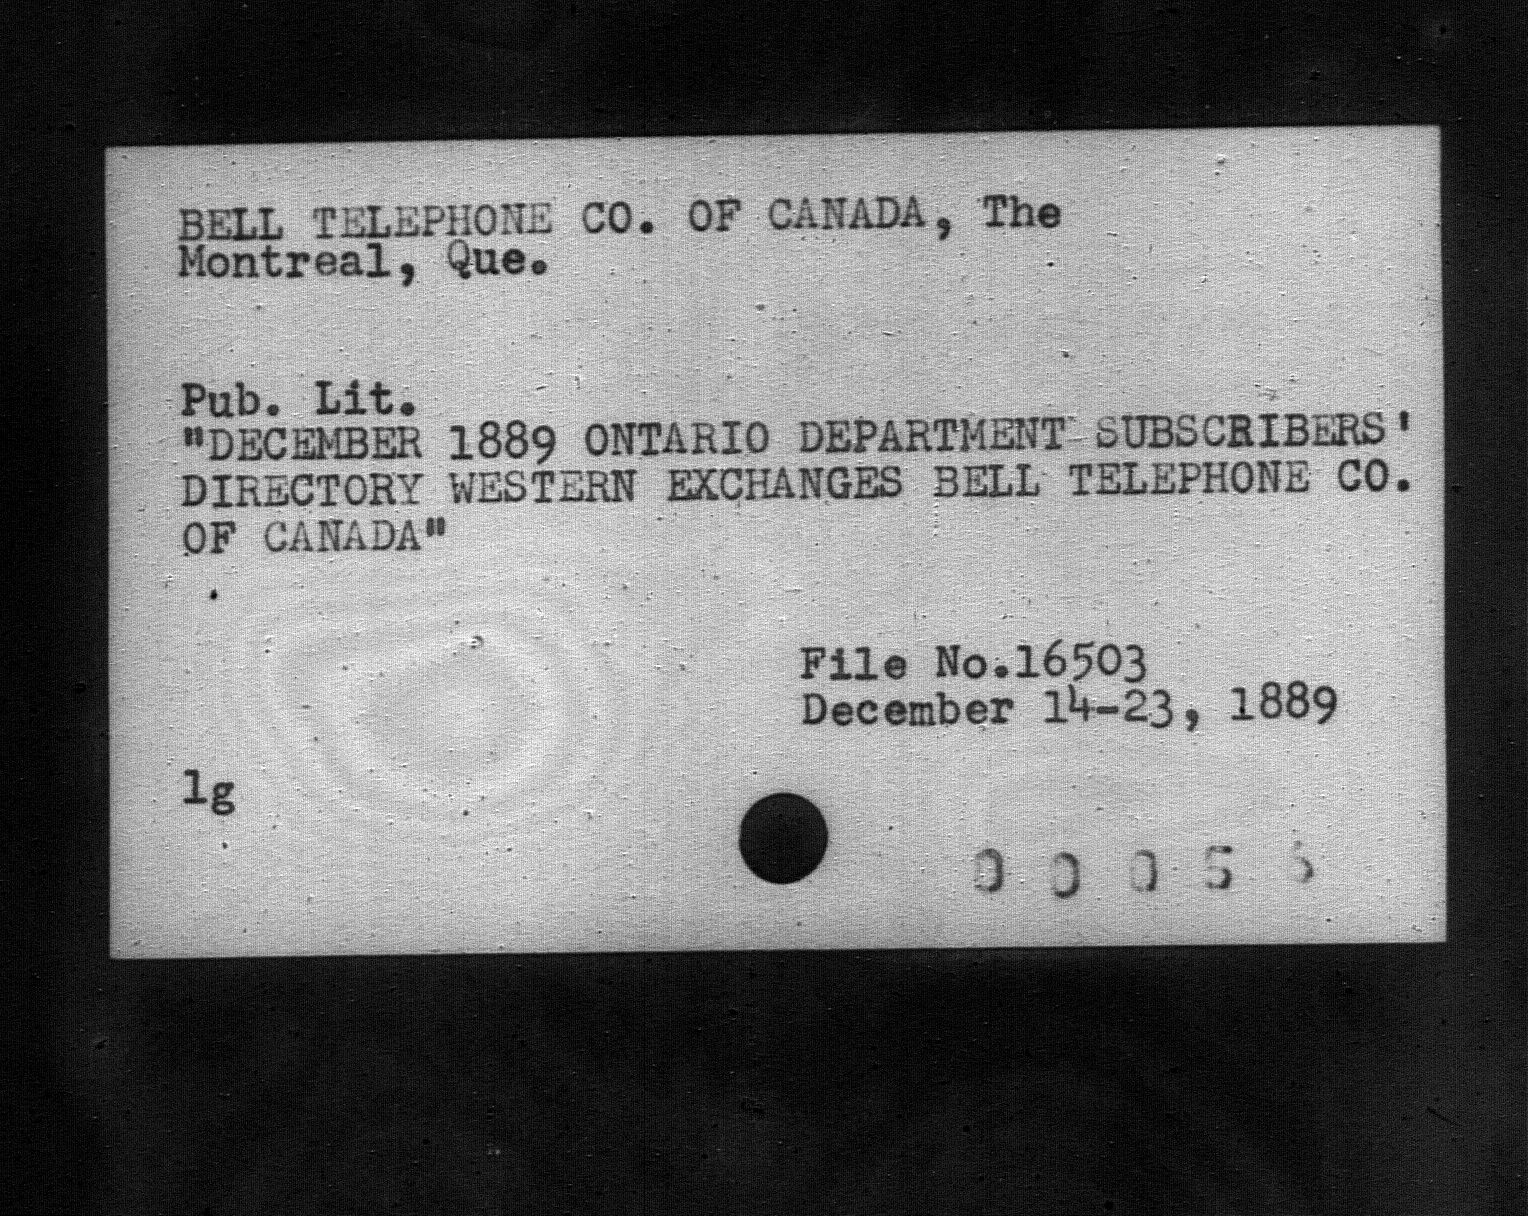 BELL TELEPHONE CO. OF CANADA, The
Montreal, Que.
Pub. Lit.
"DECEMBER 1889 ONTARIO DEPARTMENT SUBSCRIBERS'
DIRECTORY WESTERN EXCHANGES BELL TELEPHONE CO.
OF CANADA"
File No.16503
December 14-23, 1889
lg